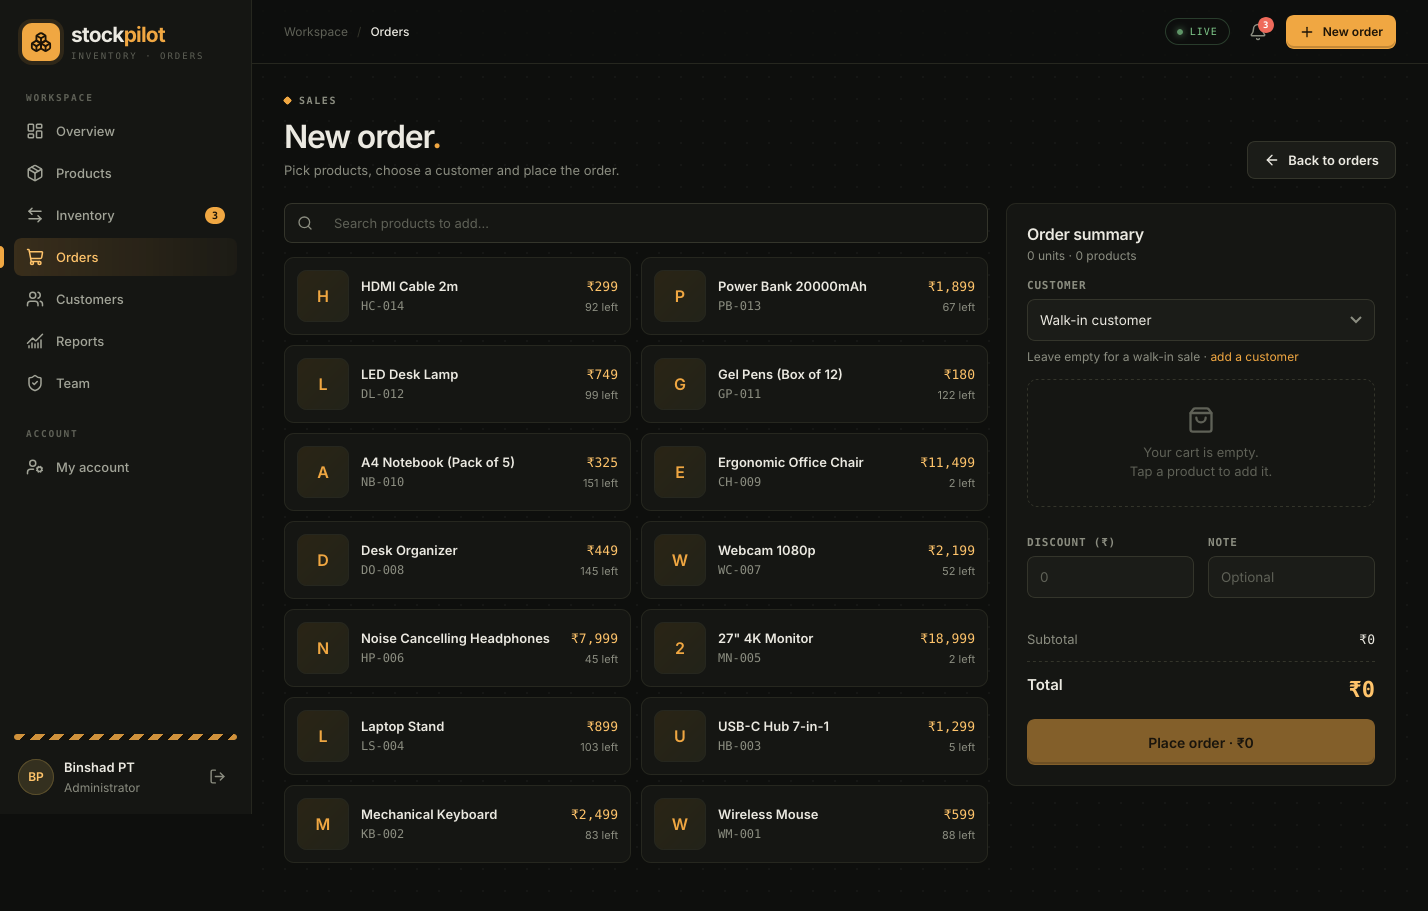 stockpilot
INVENTORY · ORDERS
WORKSPACE
Overview
Products
Inventory 3
Orders
Customers
Reports
Team
ACCOUNT
My account
BP
Binshad PT
Administrator
Workspace / Orders
LIVE
3
New order
SALES
New order.
Pick products, choose a customer and place the order.
Back to orders
Search products to add...
H
HDMI Cable 2m ₹299
HC-014 92 left
P
Power Bank 20000mAh ₹1,899
PB-013 67 left
L
LED Desk Lamp ₹749
DL-012 99 left
G
Gel Pens (Box of 12) ₹180
GP-011 122 left
A
A4 Notebook (Pack of 5) ₹325
NB-010 151 left
E
Ergonomic Office Chair ₹11,499
CH-009 2 left
D
Desk Organizer ₹449
DO-008 145 left
W
Webcam 1080p ₹2,199
WC-007 52 left
N
Noise Cancelling Headphones ₹7,999
HP-006 45 left
2
27" 4K Monitor ₹18,999
MN-005 2 left
L
Laptop Stand ₹899
LS-004 103 left
U
USB-C Hub 7-in-1 ₹1,299
HB-003 5 left
M
Mechanical Keyboard ₹2,499
KB-002 83 left
W
Wireless Mouse ₹599
WM-001 88 left
Order summary
0 units · 0 products
CUSTOMER
Walk-in customer
Leave empty for a walk-in sale · add a customer
Your cart is empty.
Tap a product to add it.
DISCOUNT (₹) NOTE
0 Optional
Subtotal ₹0
Total ₹0
Place order · ₹0